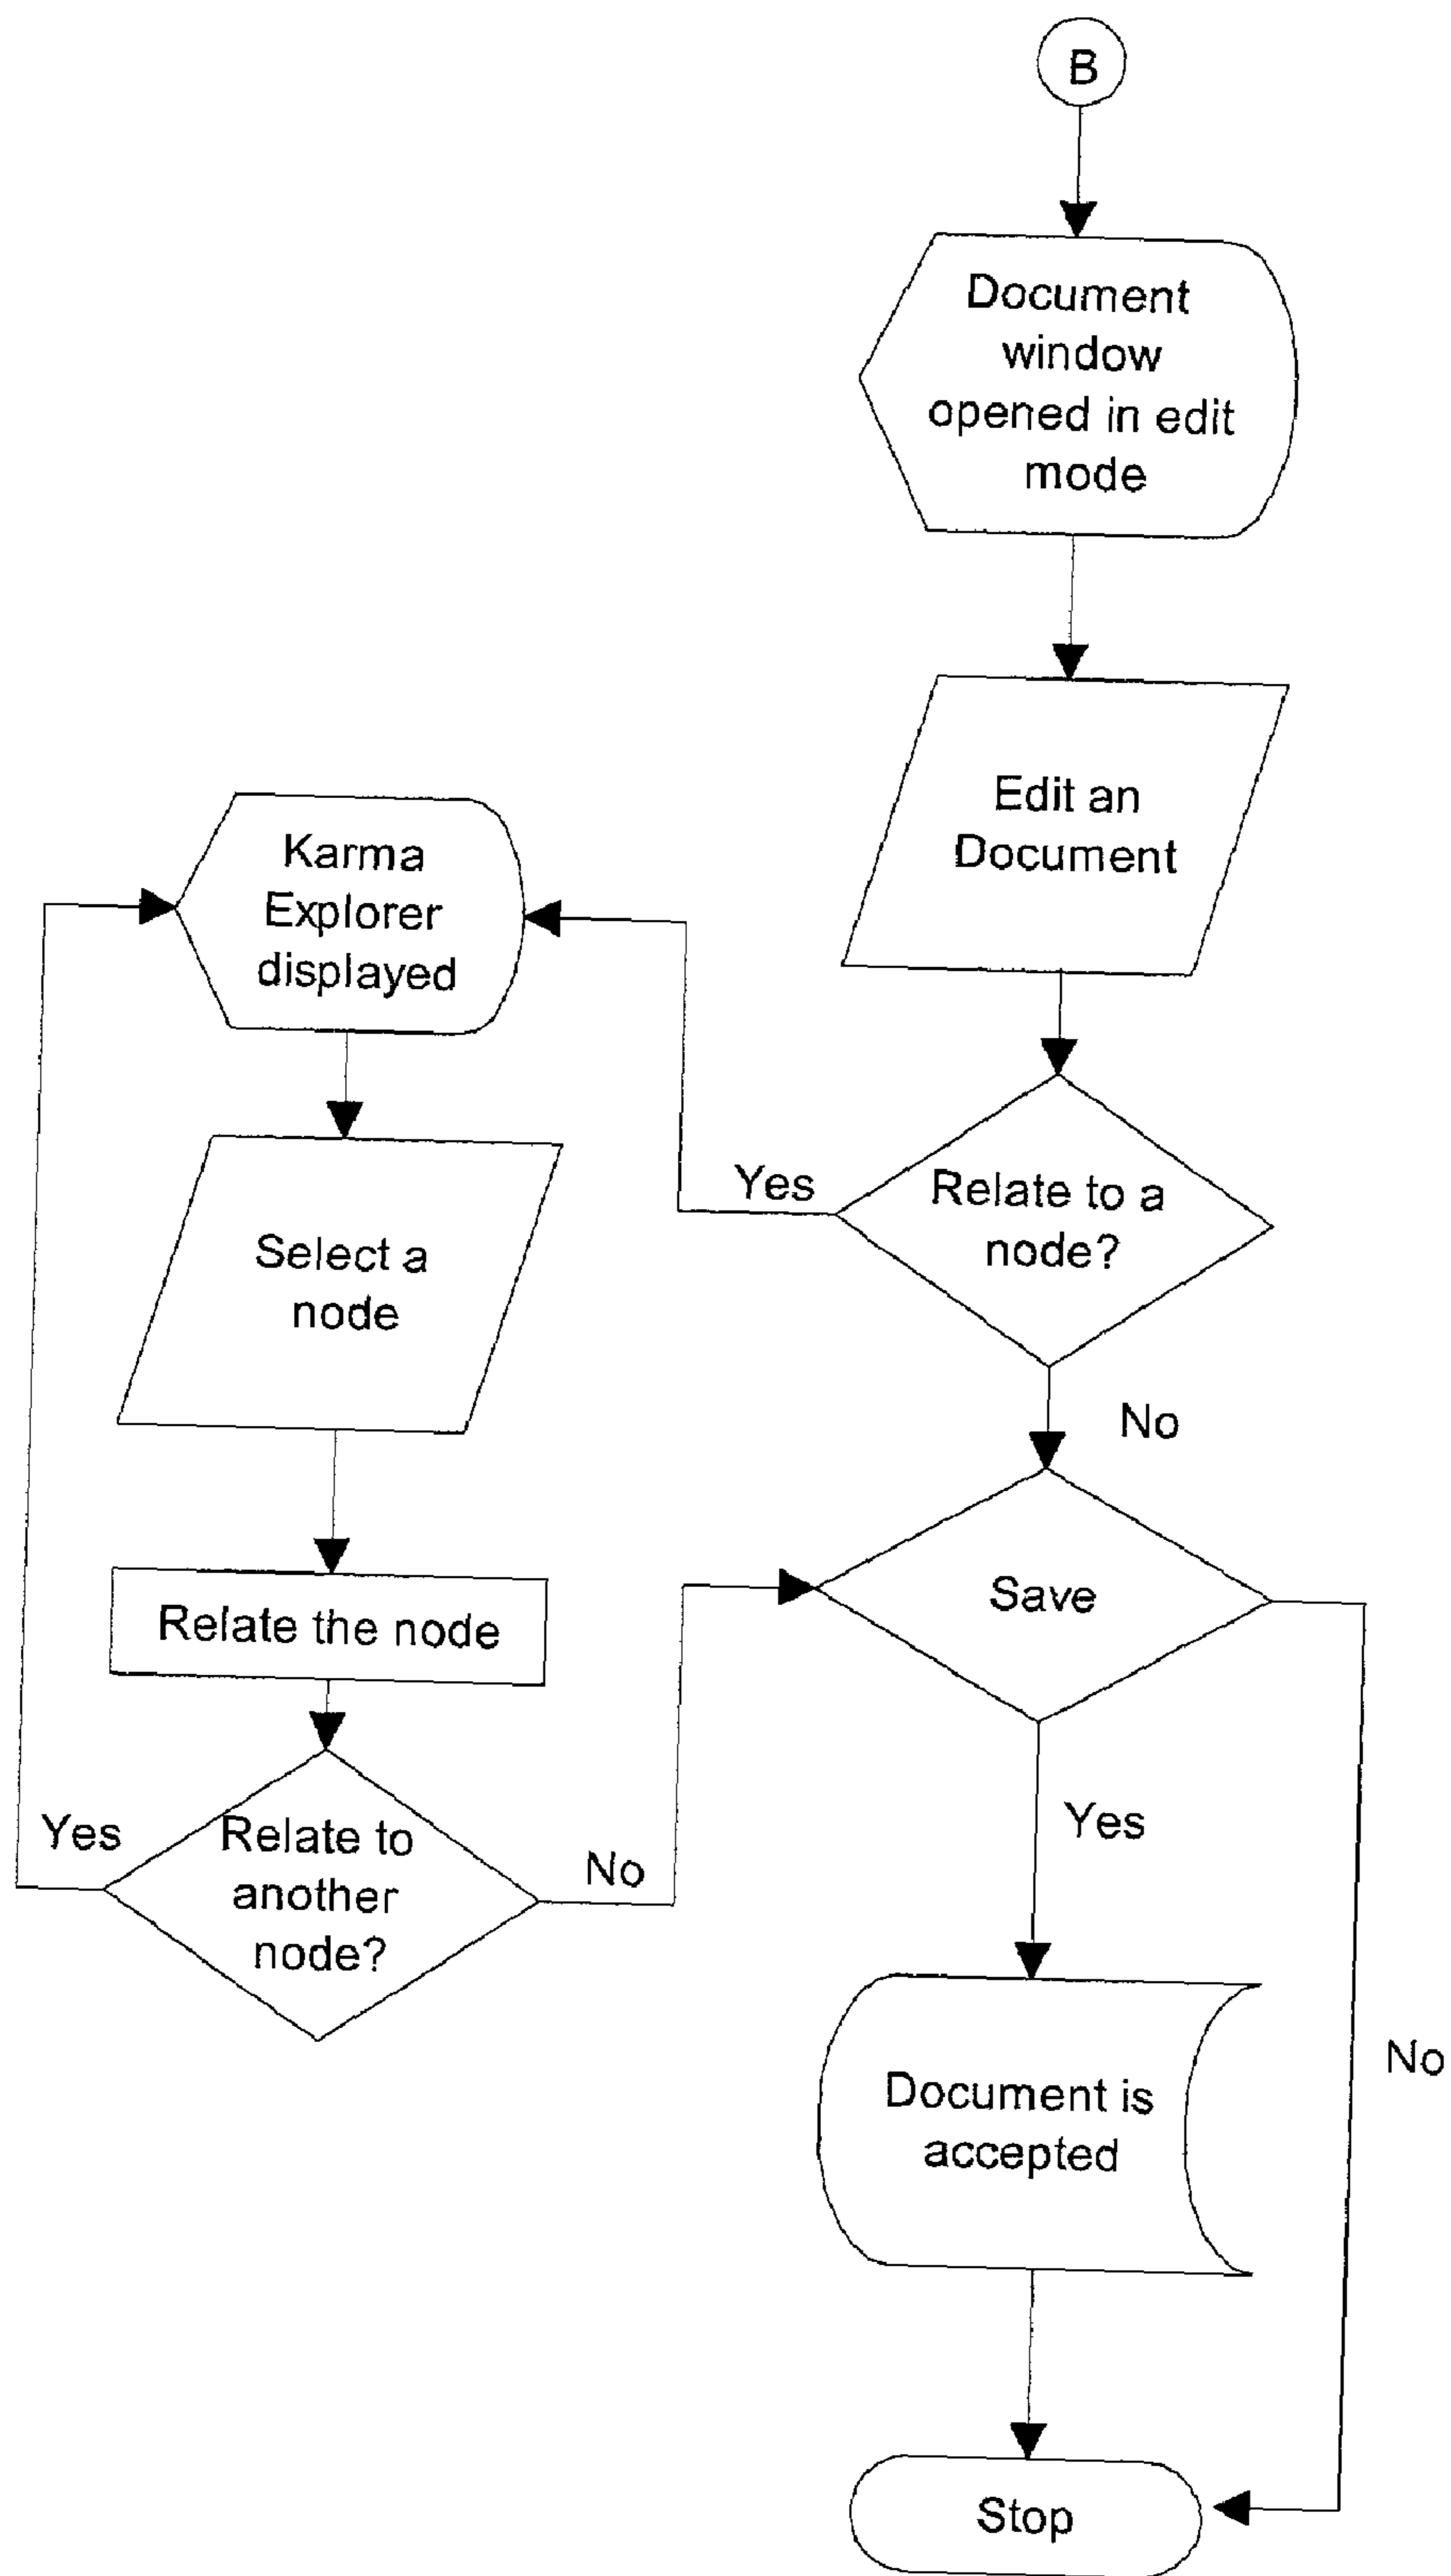 B
Document
window
opened in edit
mode
Edit an
Document
Karma
Explorer
displayed
Yes
Relate to a
node?
Select a
node
No
Save
Relate the node
Yes
Relate to
another
node?
No
Yes
Document is
accepted
No
Stop